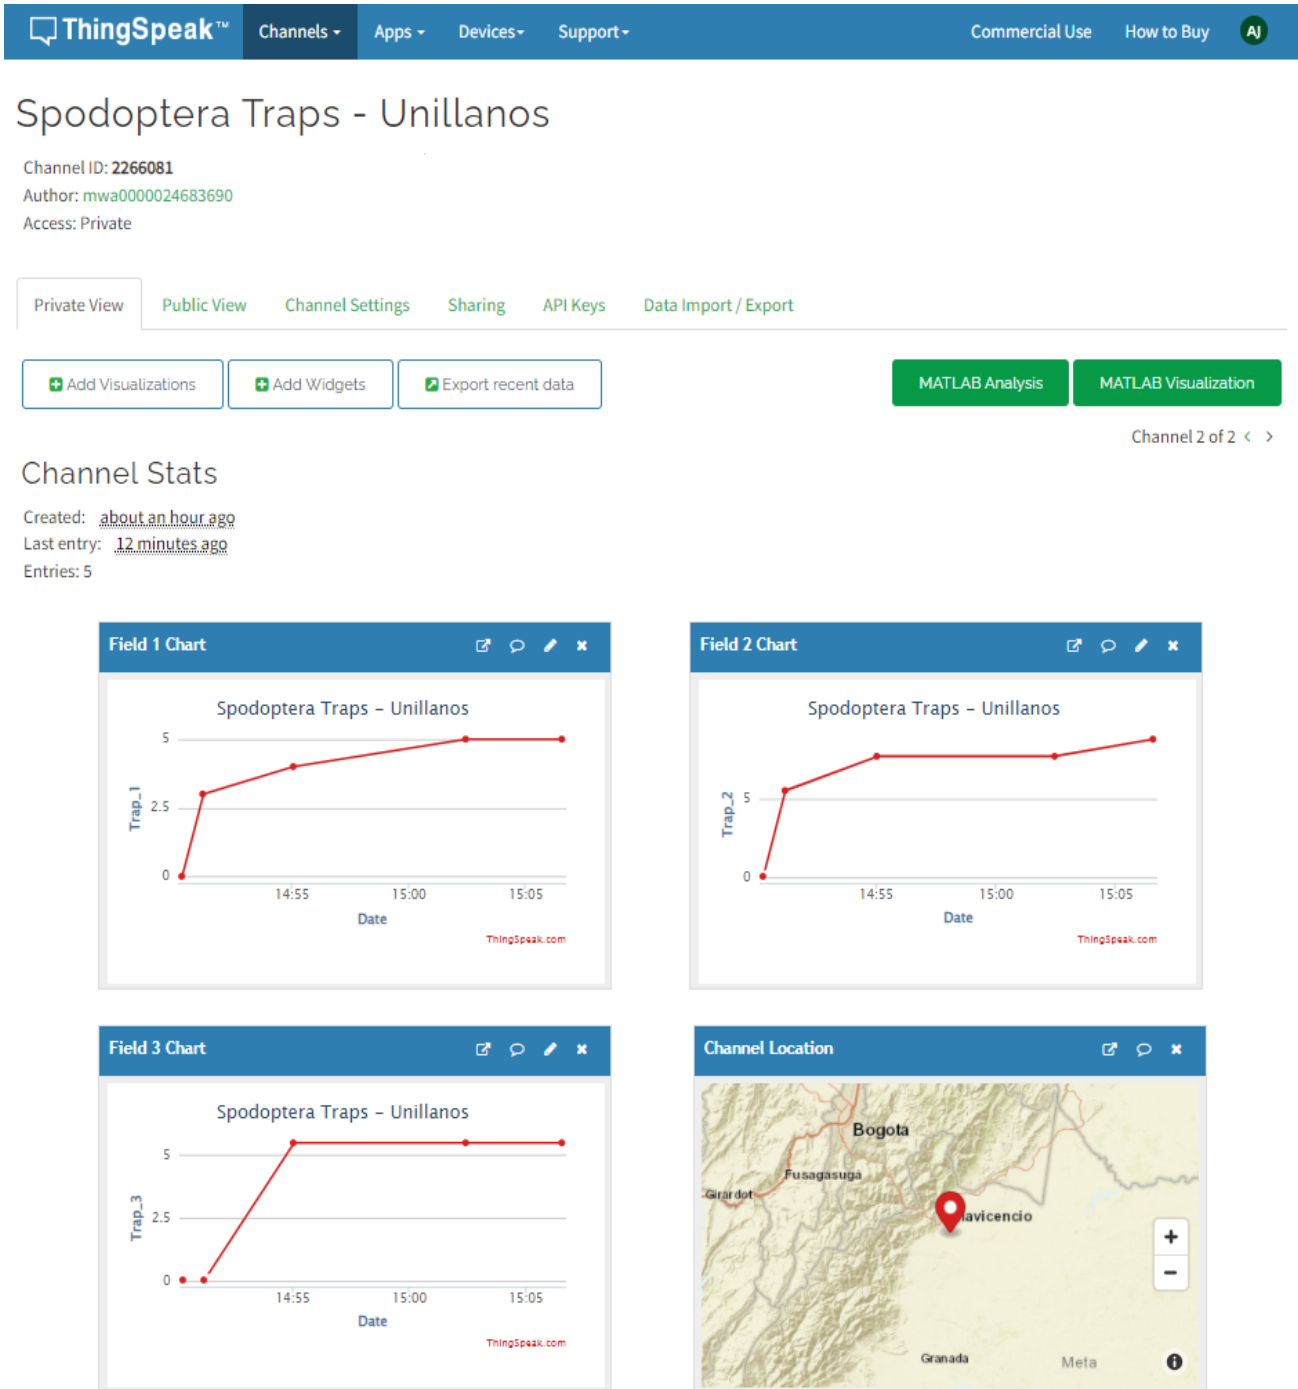 ThingSpeak™ Channels Apps Devices Support Commercial Use How to Buy AJ
Spodoptera Traps - Unillanos
Channel ID: 2266081
Author: mwa0000024683690
Access: Private
Private View Public View Channel Settings Sharing API Keys Data Import / Export
Add Visualizations Add Widgets Export recent data MATLAB Analysis MATLAB Visualization
Channel 2 of 2 < >
Channel Stats
Created: about an hour ago
Last entry: 12 minutes ago
Entries: 5
Field 1 Chart
Spodoptera Traps - Unillanos
Trap_1
5
2.5
0
14:55 15:00 15:05
Date
ThingSpeak.com
Field 2 Chart
Spodoptera Traps - Unillanos
Trap_2
5
0
14:55 15:00 15:05
Date
ThingSpeak.com
Field 3 Chart
Spodoptera Traps - Unillanos
Trap_3
5
2.5
0
14:55 15:00 15:05
Date
ThingSpeak.com
Channel Location
Bogota
Fusagasugá
Girardot
lavicencio
+
−
Granada
Meta